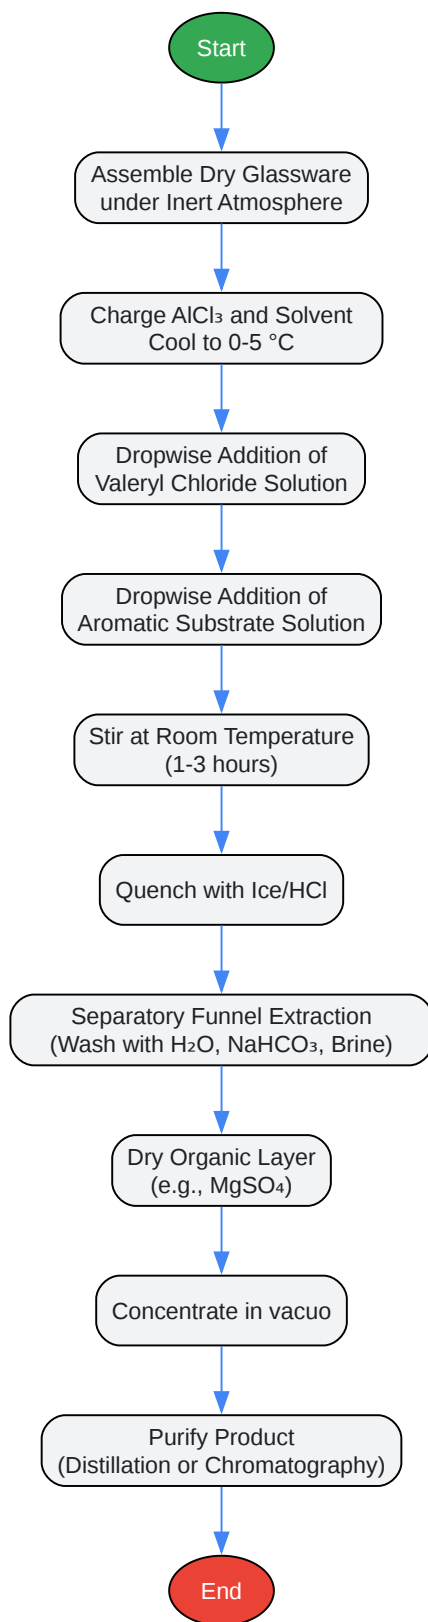 Start
Assemble Dry Glassware
under Inert Atmosphere
Charge AlCl₃ and Solvent
Cool to 0-5 °C
Dropwise Addition of
Valeryl Chloride Solution
Dropwise Addition of
Aromatic Substrate Solution
Stir at Room Temperature
(1-3 hours)
Quench with Ice/HCl
Separatory Funnel Extraction
(Wash with H₂O, NaHCO₃, Brine)
Dry Organic Layer
(e.g., MgSO₄)
Concentrate in vacuo
Purify Product
(Distillation or Chromatography)
End